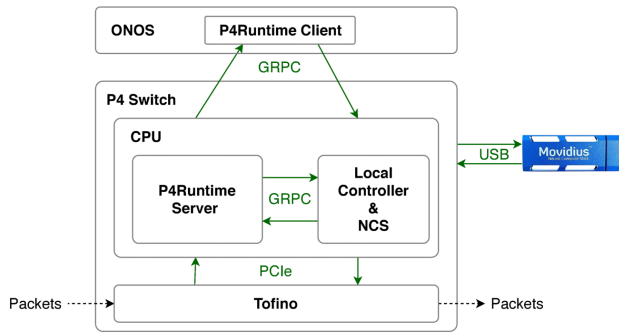 ONOS
P4Runtime Client
GRPC
P4 Switch
CPU
P4Runtime
Server
GRPC
Local
Controller
&
NCS
USB
Movidius
PCIe
Packets
Tofino
Packets